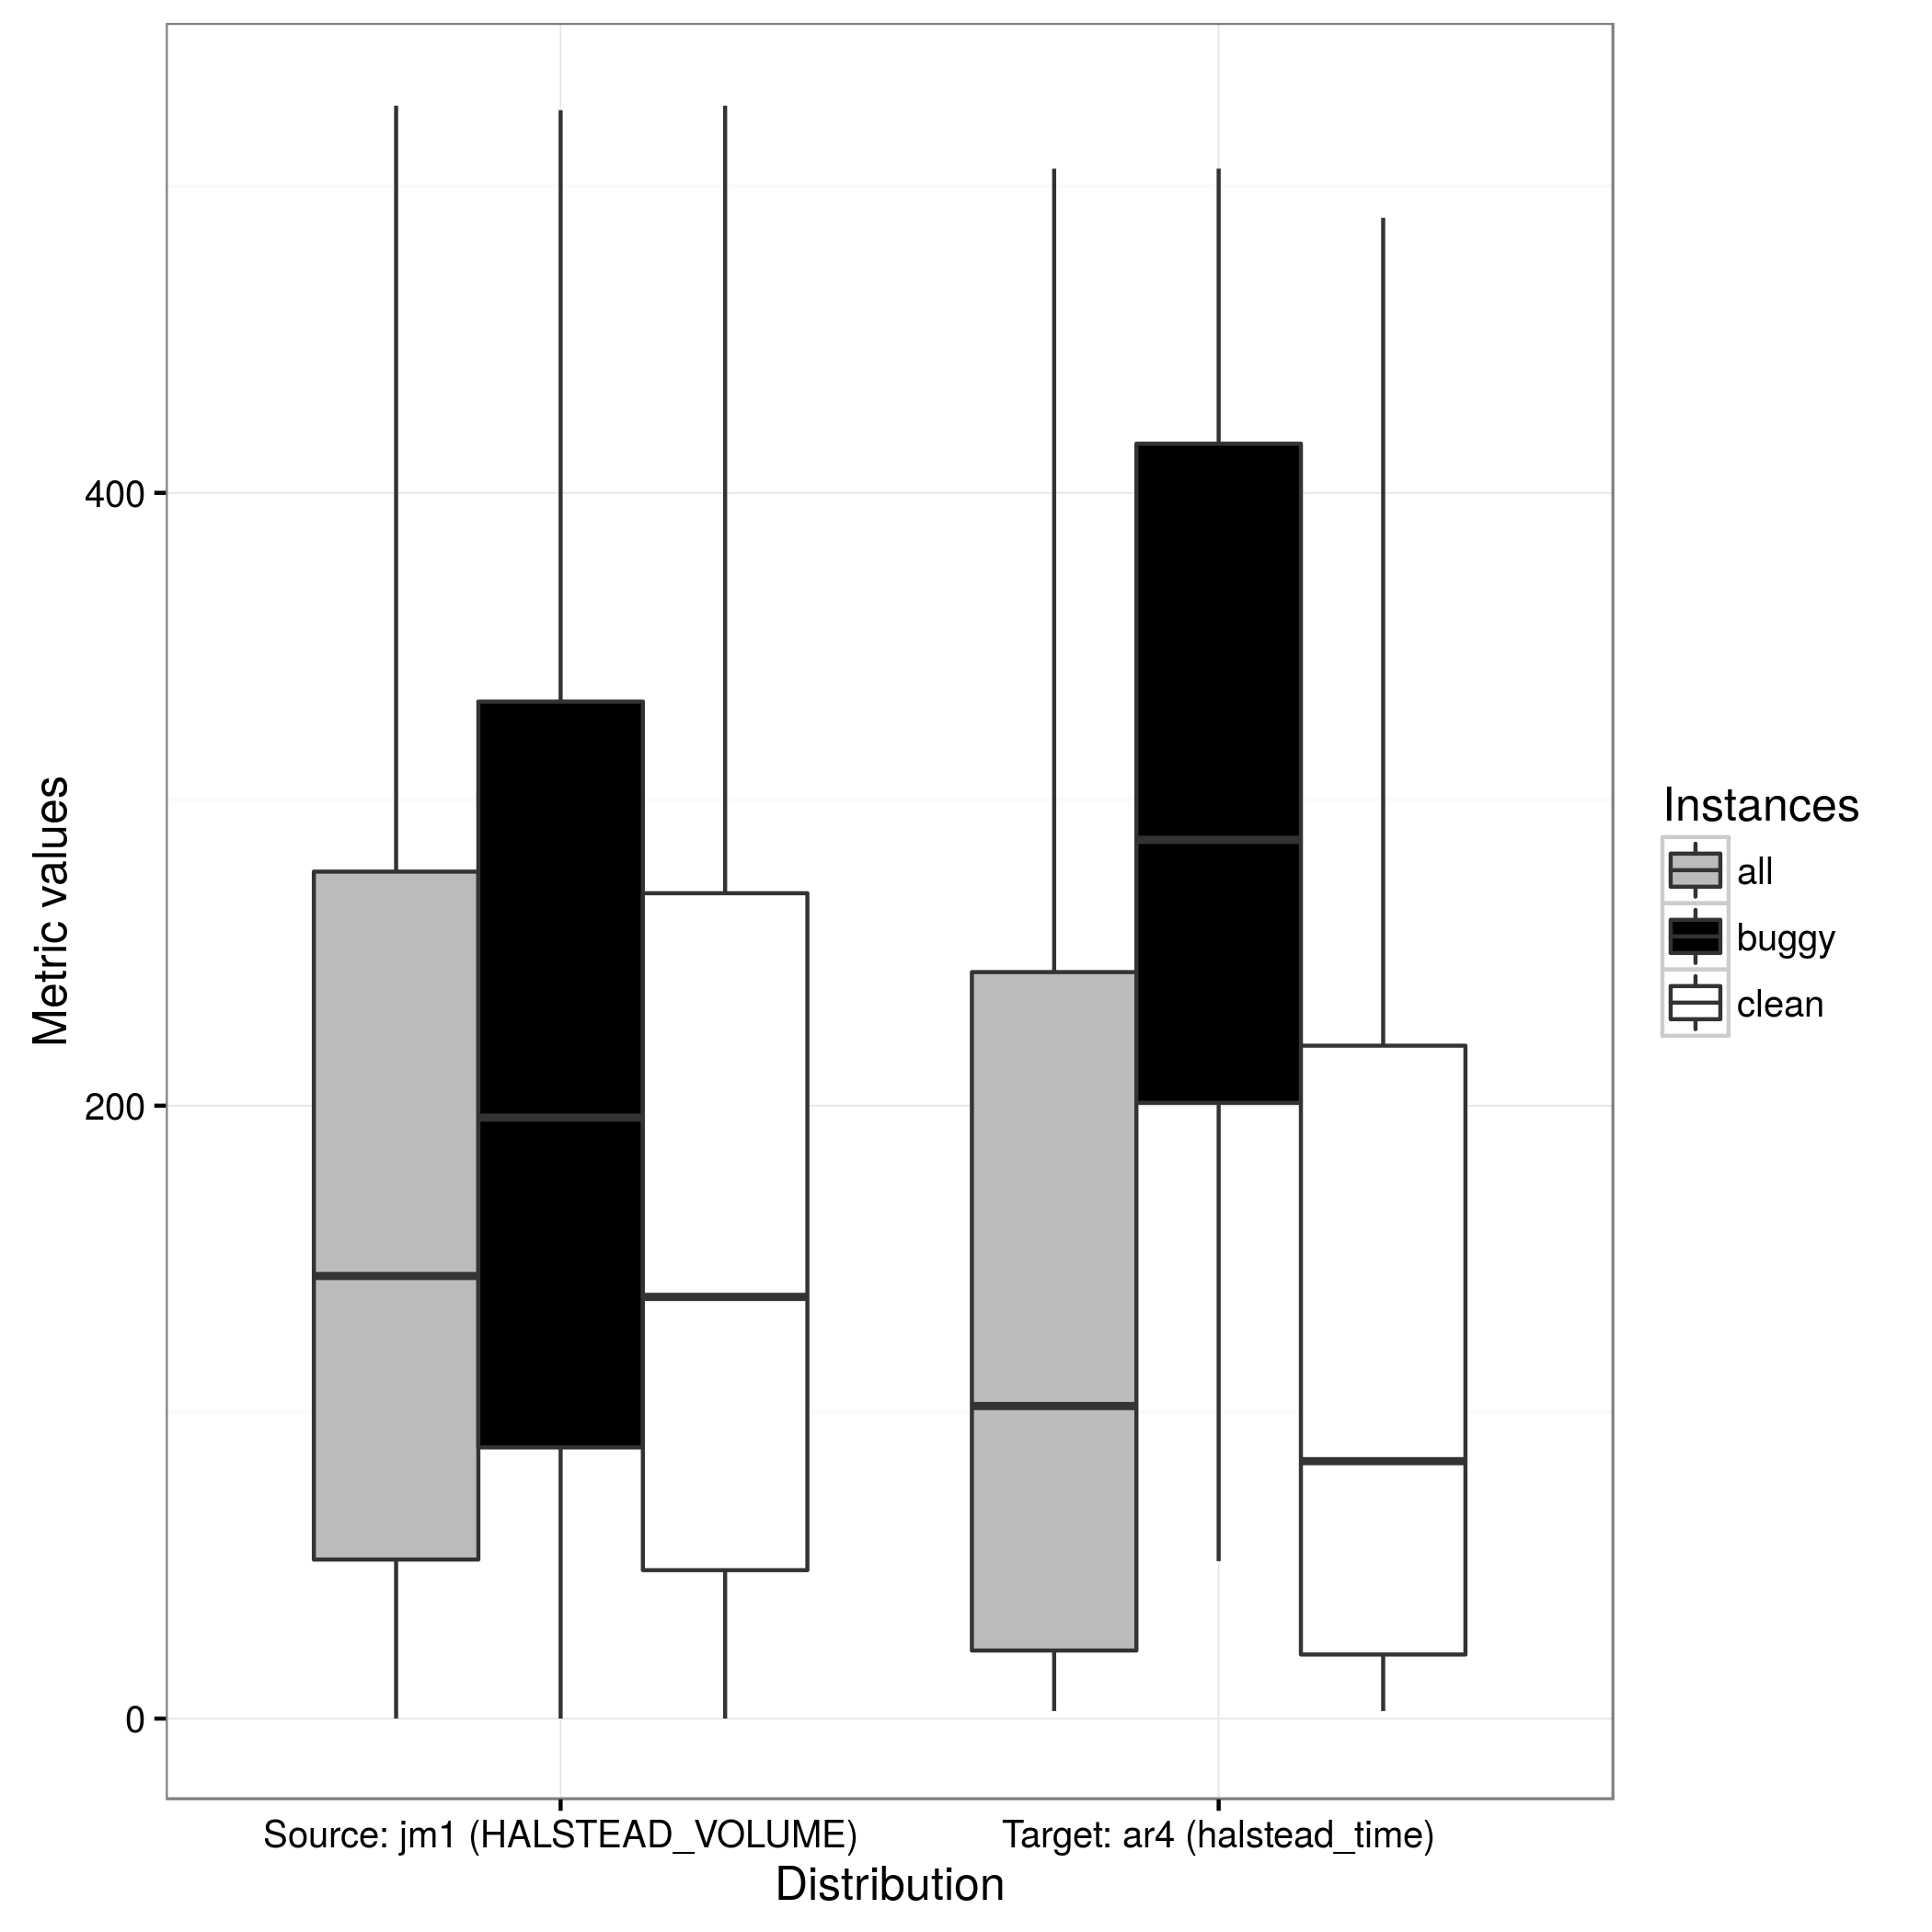 Metric values
400
200
0
Source: jm1 (HALSTEAD_VOLUME)
Target: ar4 (halstead_time)
Distribution
Instances
all
buggy
clean